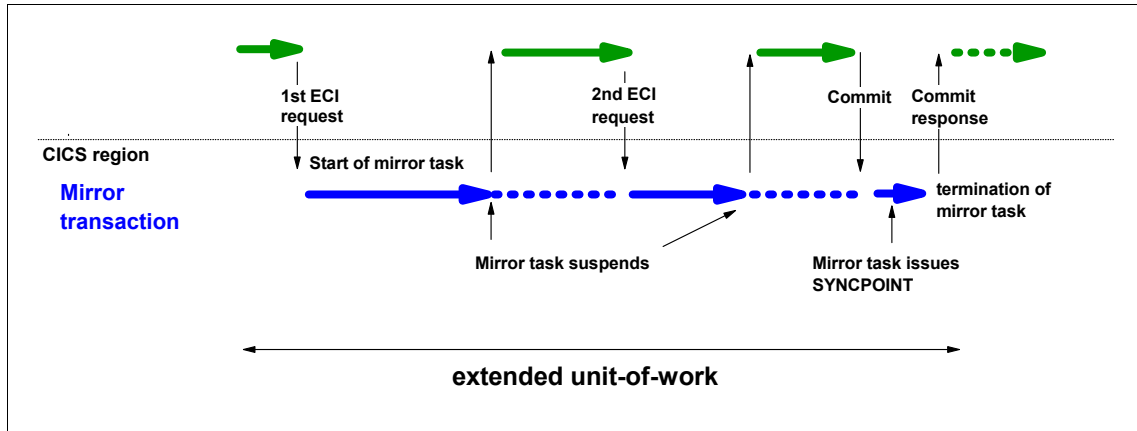 1st ECI
request
2nd ECI
request
Commit
Commit
response
CICS region
Start of mirror task
Mirror
transaction
termination of
mirror task
Mirror task suspends
Mirror task issues
SYNCPOINT
extended unit-of-work